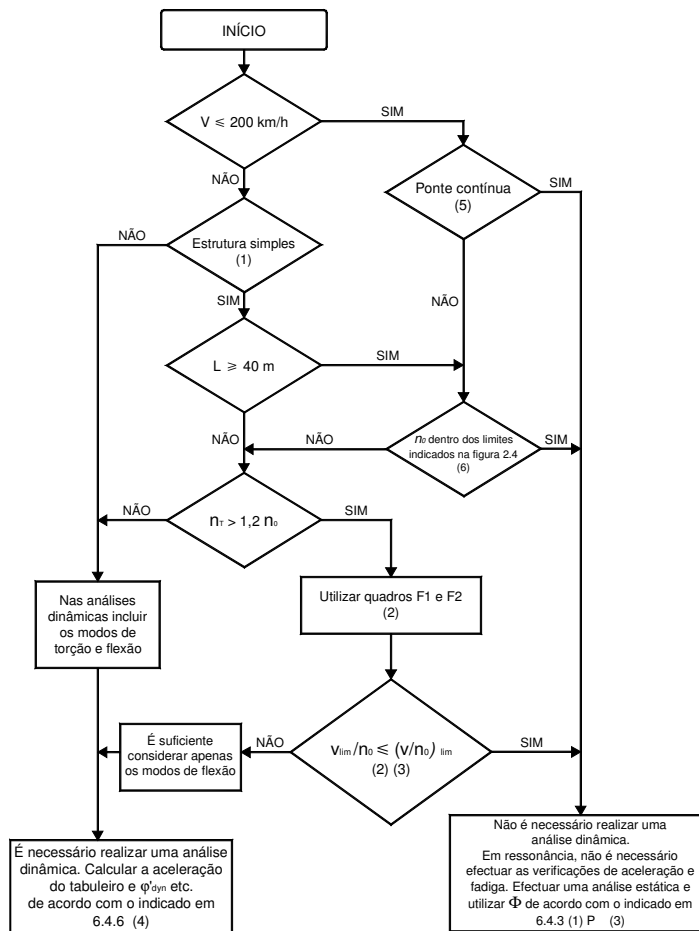 INÍCIO
V ≤ 200 km/h
SIM
NÃO
Ponte contínua
(5)
SIM
NÃO
Estrutura simples
(1)
NÃO
SIM
L ≥ 40 m
SIM
NÃO
n₀ dentro dos limites
indicados na figura 2.4
(6)
NÃO
SIM
nT > 1,2 n₀
NÃO
SIM
Nas análises
dinâmicas incluir
os modos de
torção e flexão
Utilizar quadros F1 e F2
(2)
vlim/n₀ ≤ (v/n₀) lim
(2) (3)
NÃO
SIM
É suficiente
considerar apenas
os modos de flexão
É necessário realizar uma análise
dinâmica. Calcular a aceleração
do tabuleiro e φ'dyn etc.
de acordo com o indicado em
6.4.6 (4)
Não é necessário realizar uma
análise dinâmica.
Em ressonância, não é necessário
efectuar as verificações de aceleração e
fadiga. Efectuar uma análise estática e
utilizar Φ de acordo com o indicado em
6.4.3 (1) P (3)